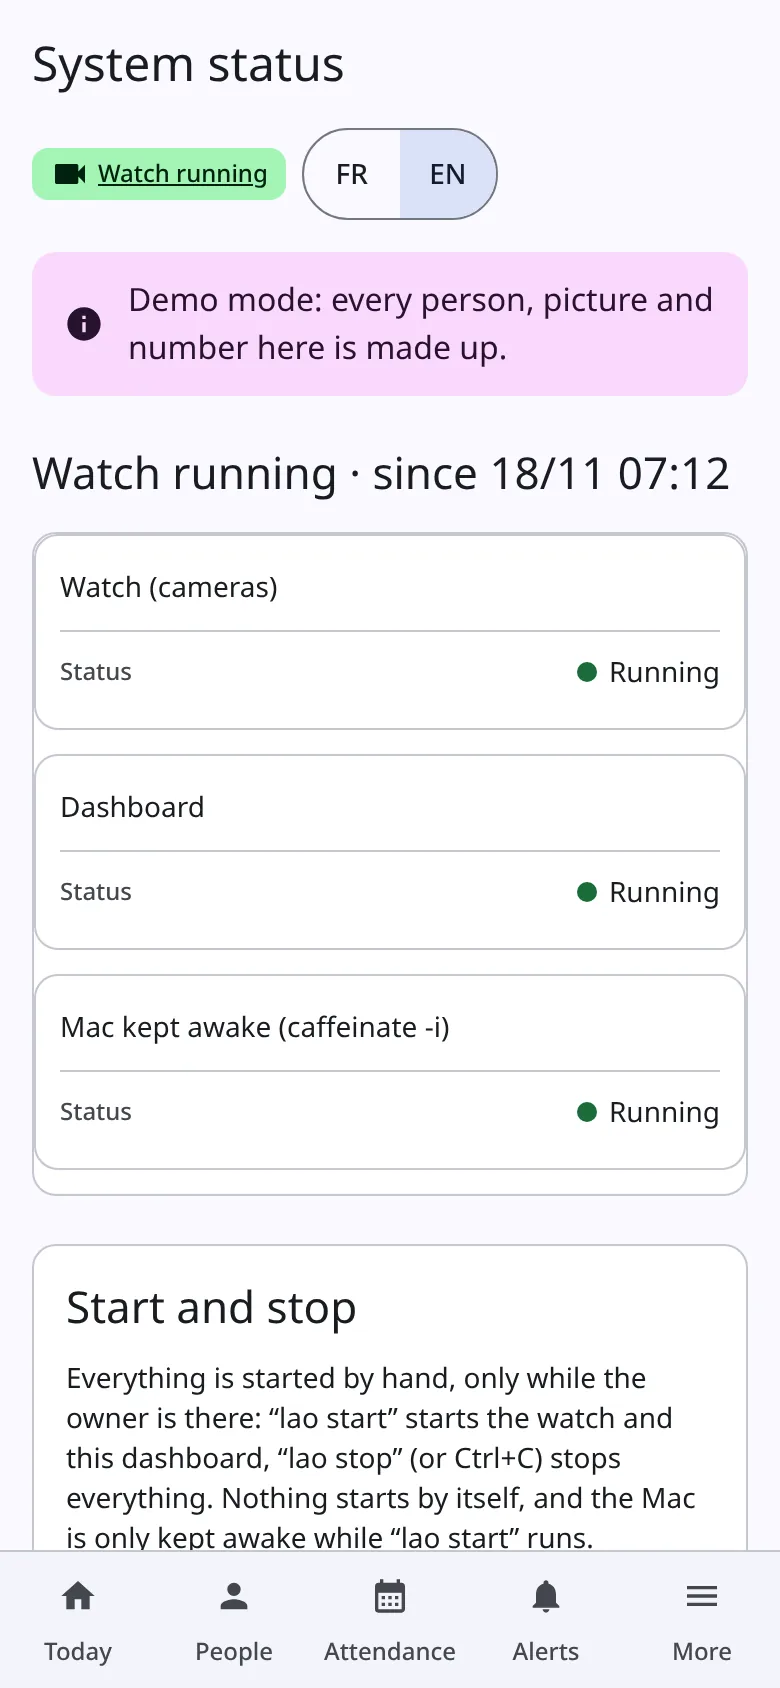 System status
Watch running
FR EN
Demo mode: every person, picture and
number here is made up.
Watch running · since 18/11 07:12
Watch (cameras)
Status Running
Dashboard
Status Running
Mac kept awake (caffeinate -i)
Status Running
Start and stop
Everything is started by hand, only while the
owner is there: “lao start” starts the watch and
this dashboard, “lao stop” (or Ctrl+C) stops
everything. Nothing starts by itself, and the Mac
is only kept awake while “lao start” runs.
Today People Attendance Alerts More